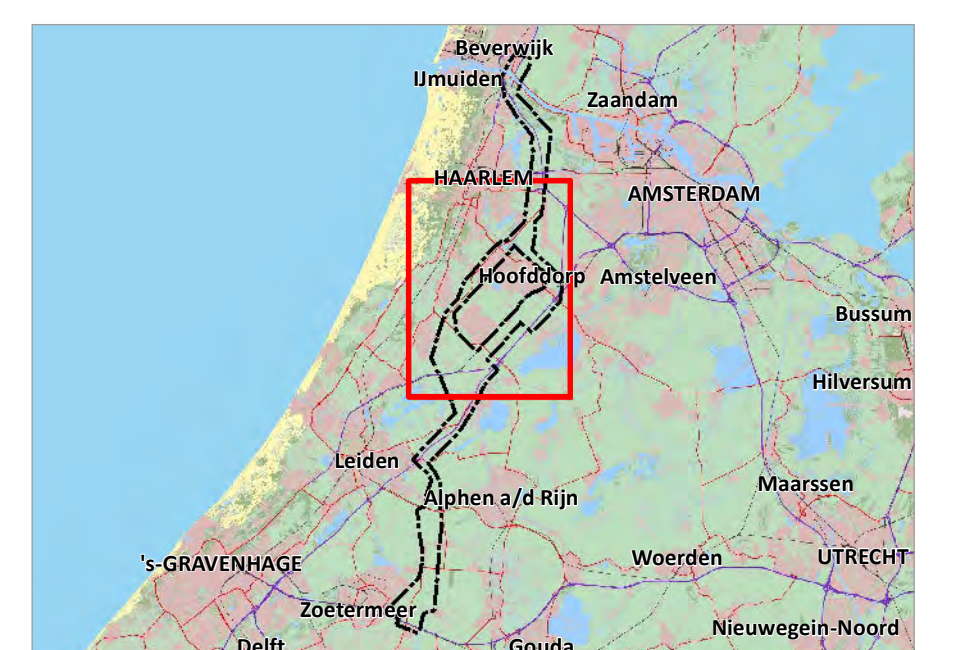 Beverwijk
IJmuiden
Zaandam
HAARLEM
AMSTERDAM
Hoofddorp
Amstelveen
Bussum
Hilversum
Leiden
Maarssen
Alphen a/d Rijn
's-GRAVENHAGE
Woerden
UTRECHT
Zoetermeer
Nieuwegein-Noord
Delft
Gouda